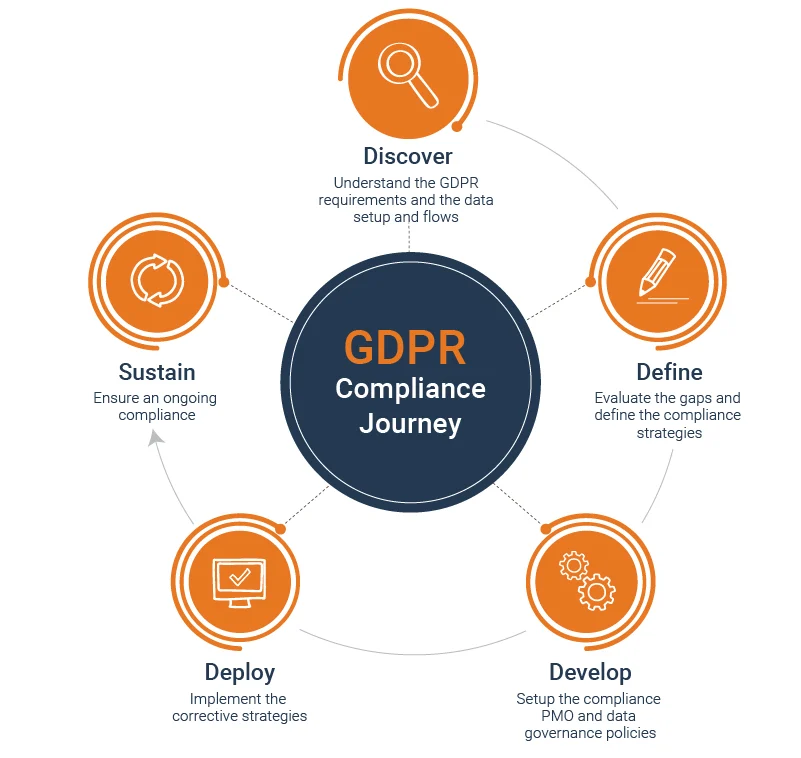 Discover
Understand the GDPR
requirements and the data
setup and flows
Define
Evaluate the gaps and
define the compliance
strategies
Develop
Setup the compliance
PMO and data
governance policies
Deploy
Implement the
corrective strategies
Sustain
Ensure an ongoing
compliance
GDPR
Compliance
Journey